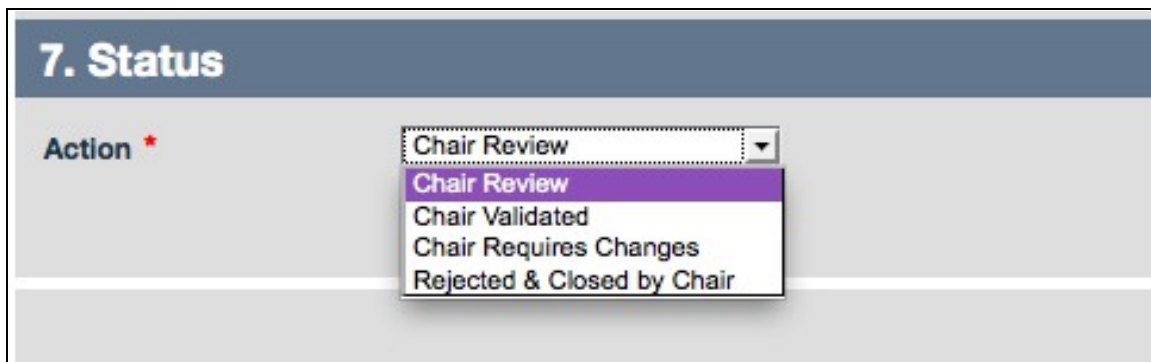 7. Status
Action *
Chair Review
Chair Review
Chair Validated
Chair Requires Changes
Rejected & Closed by Chair